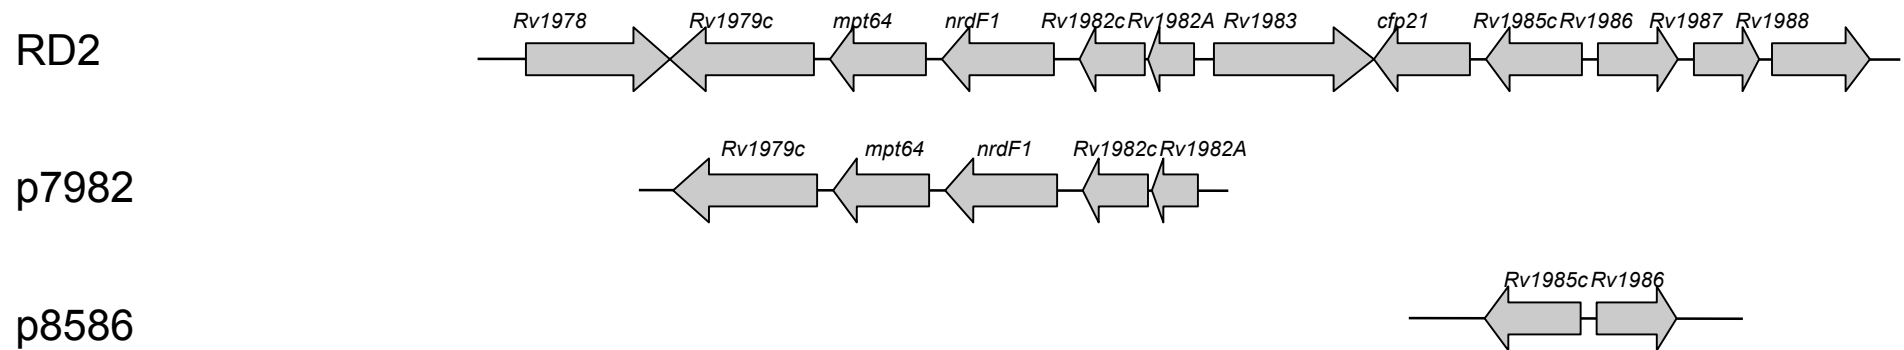 Rv1978 Rv1979c mpt64 nrdF1 Rv1982c Rv1982A Rv1983 cfp21 Rv1985c Rv1986 Rv1987 Rv1988
RD2
Rv1979c mpt64 nrdF1 Rv1982c Rv1982A
p7982
Rv1985c Rv1986
p8586